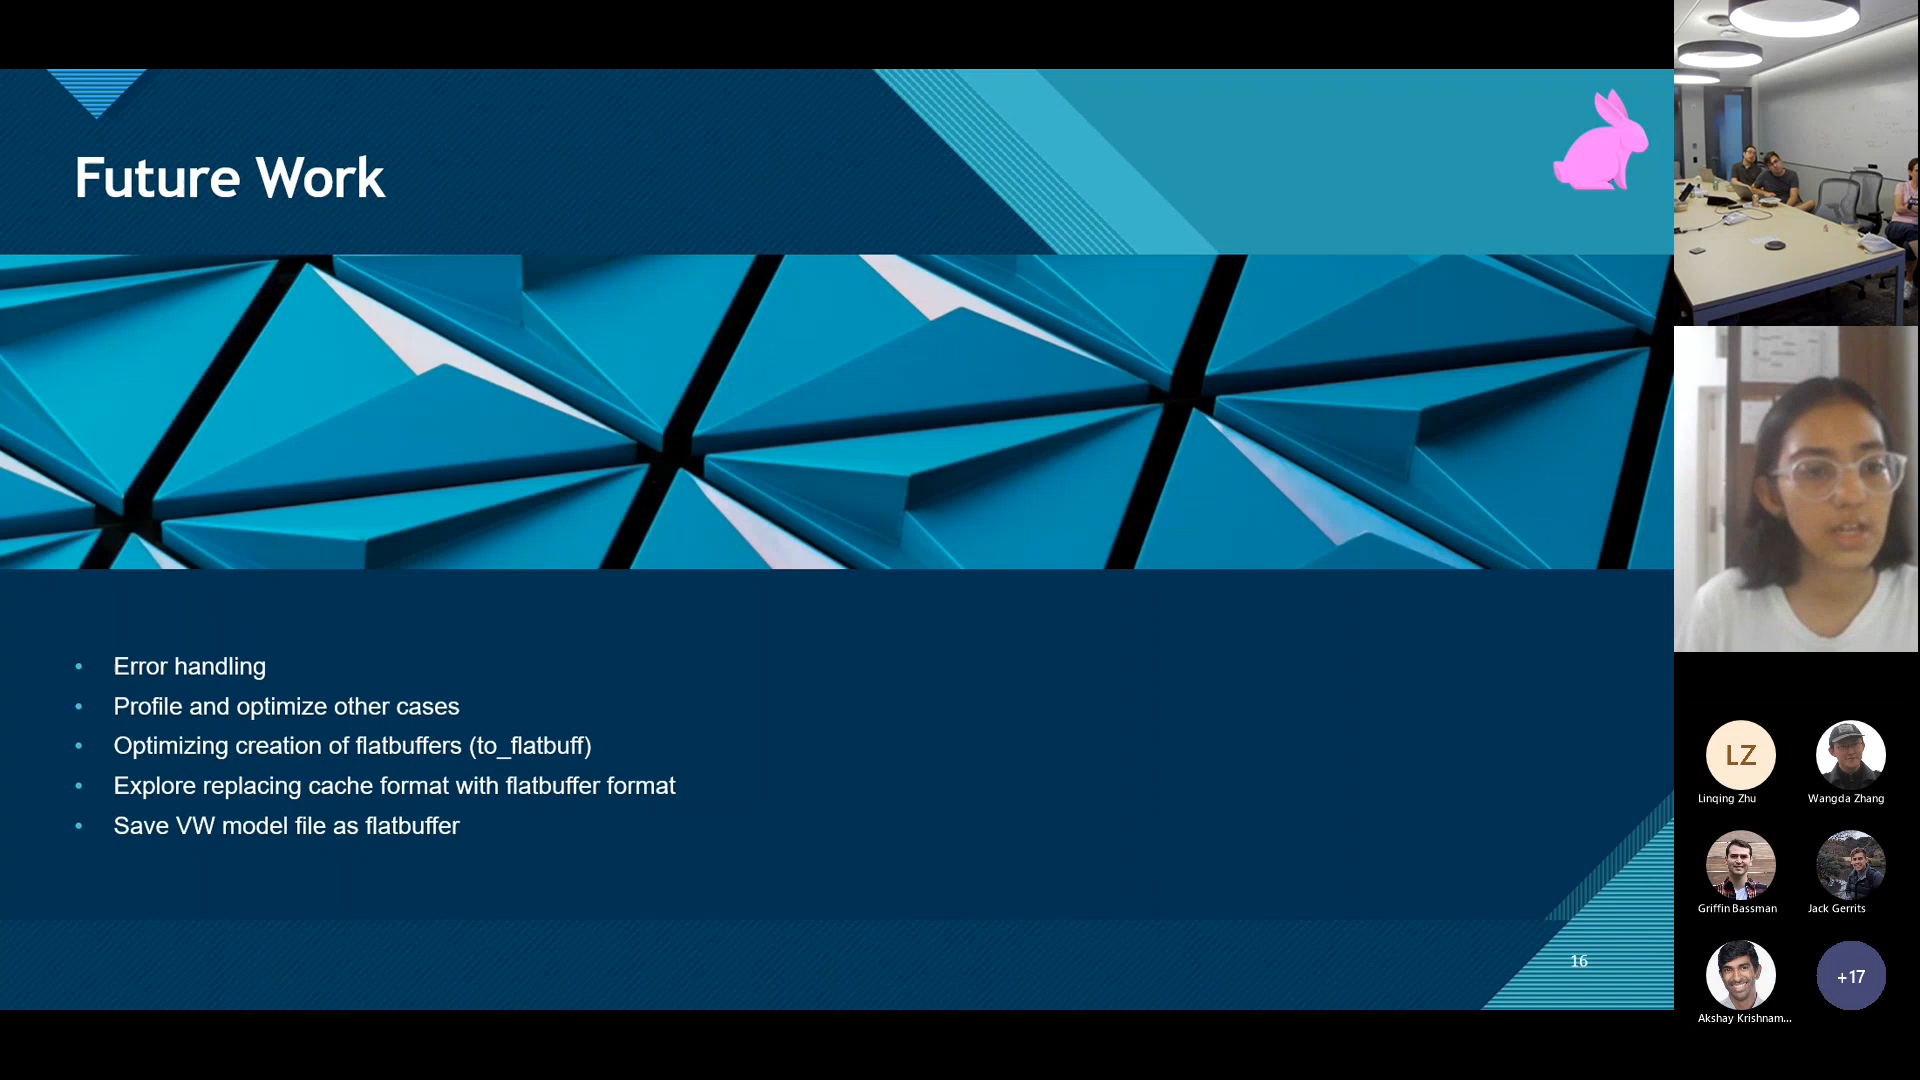 Future Work
• Error handling
• Profile and optimize other cases
• Optimizing creation of flatbuffers (to_flatbuff)
• Explore replacing cache format with flatbuffer format
• Save VW model file as flatbuffer
16
LZ
Linqing Zhu
Wangda Zhang
Griffin Bassman
Jack Gerrits
Akshay Krishnam...
+17